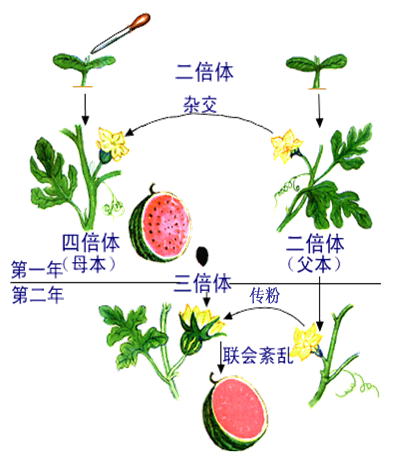 二倍体
杂交
四倍体
(母本)
二倍体
(父本)
第一年
三倍体
第二年
传粉
联会紊乱